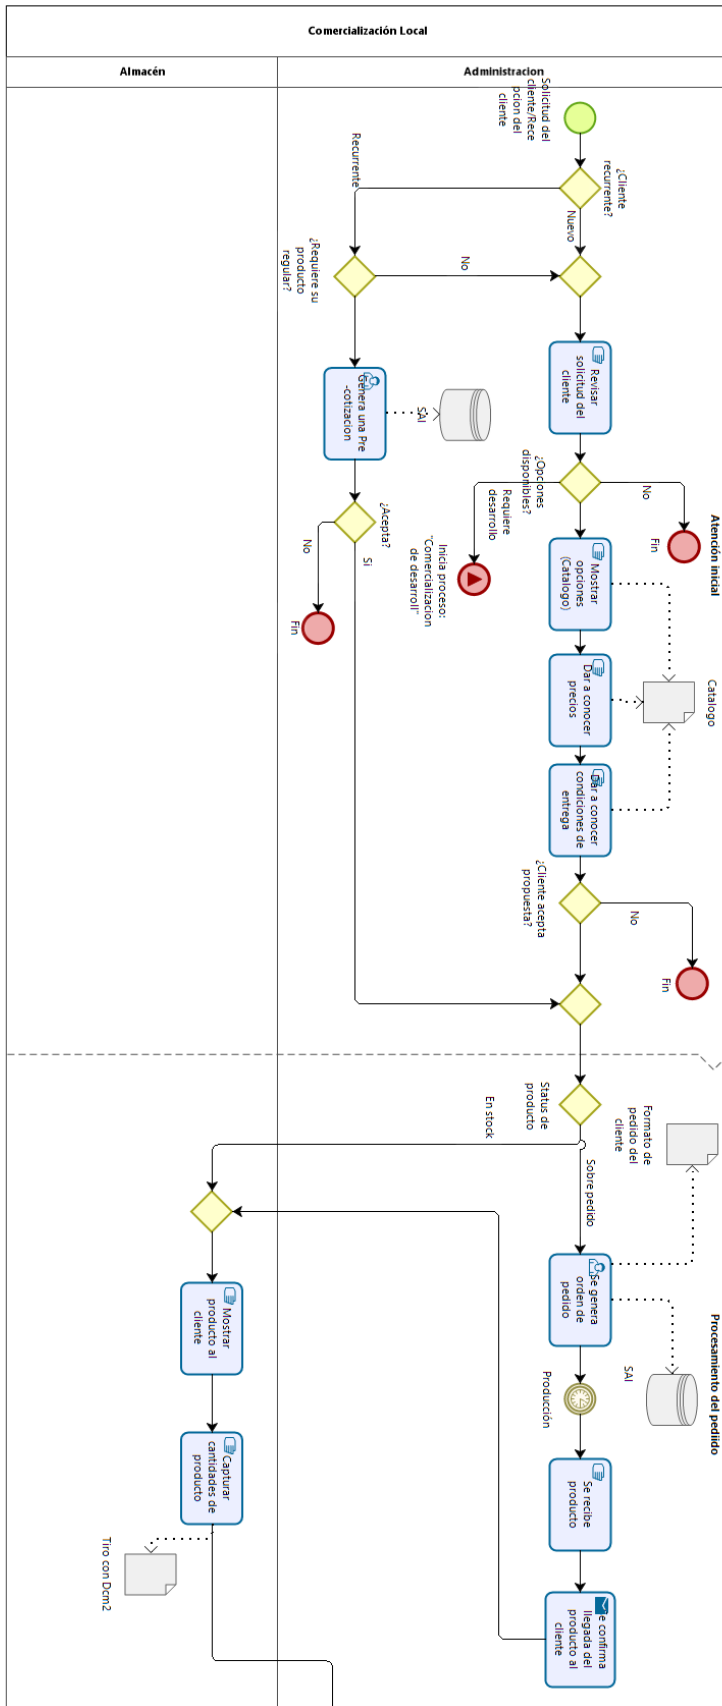 Comercialización Local
Almacén
Administracion
Solicitud del
cliente/Rece
pcion del
cliente
¿Cliente
recurrente?
Recurrente
Nuevo
¿Requiere su
producto
regular?
No
Revisar
solicitud del
cliente
Genera una Pre
-cotizacion
SAI
¿Opciones
disponibles?
No
Fin
Requiere
desarrollo
Inicia proceso:
"Comercializacion
de desarroll"
Atención inicial
¿Acepta?
No
Si
Fin
Mostrar
opciones
(Catalogo)
Dar a conocer
precios
Catalogo
Dar a conocer
condiciones de
entrega
¿Cliente acepta
propuesta?
No
Fin
Status de
producto
En stock
Sobre pedido
Formato de
pedido del
cliente
Se genera
orden de
pedido
SAI
Procesamiento del pediido
Producción
Se recibe
producto
e confirma
llegada del
producto al
cliente
Mostrar
producto al
cliente
Capturar
cantidades de
producto
Tiro con Dcm2